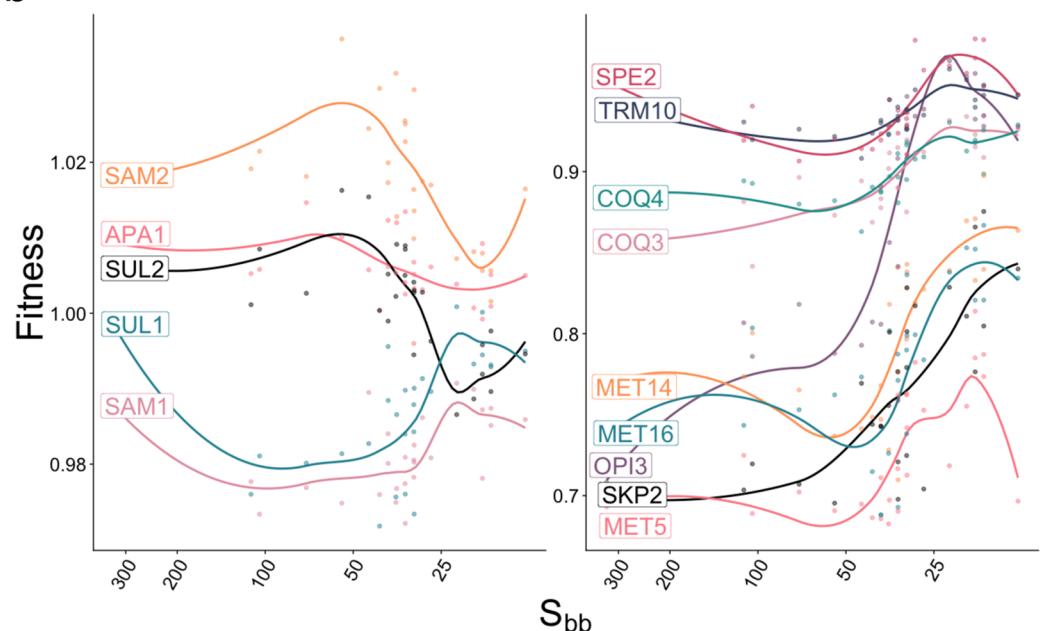 Fitness
1.02
1.00
0.98
SAM2
APA1
SUL2
SUL1
SAM1
300
200
100
50
25
0.9
0.8
0.7
SPE2
TRM10
COQ4
COQ3
MET14
MET16
OPI3
SKP2
MET5
300
200
100
50
25
Sbb